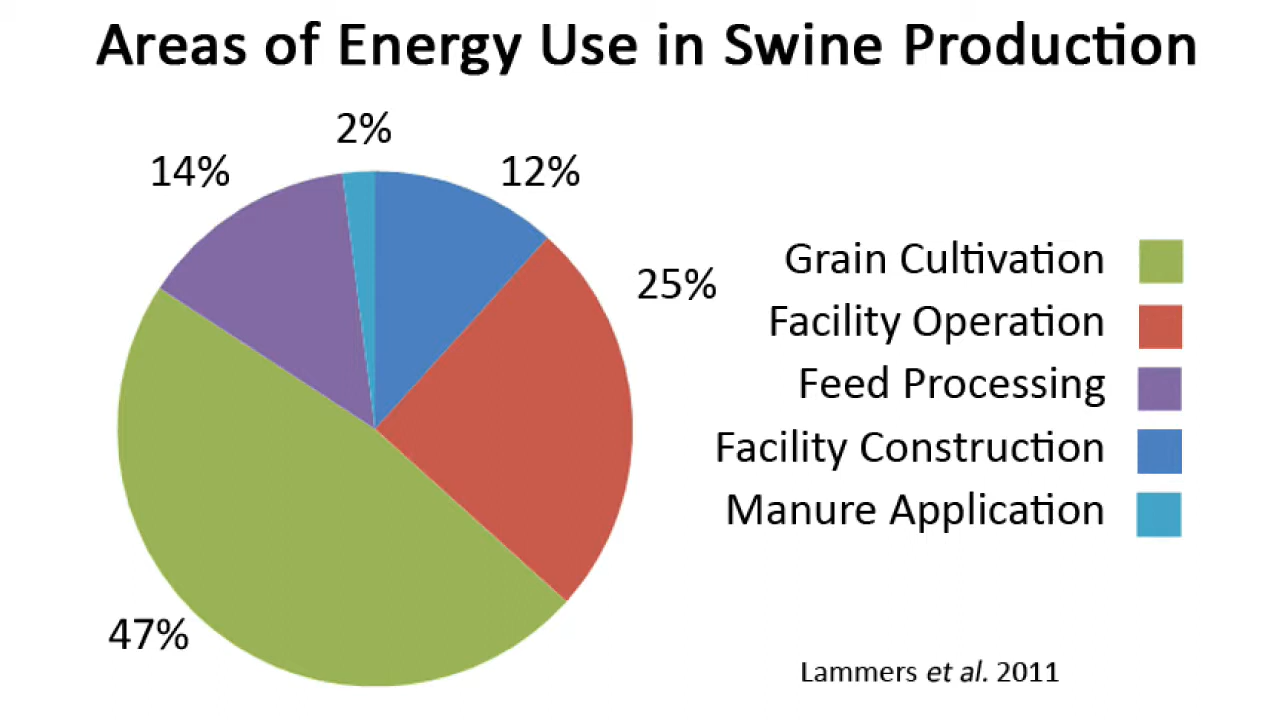 Areas of Energy Use in Swine Production
2%
14%
12%
25%
47%
Grain Cultivation
Facility Operation
Feed Processing
Facility Construction
Manure Application
Lammers et al. 2011